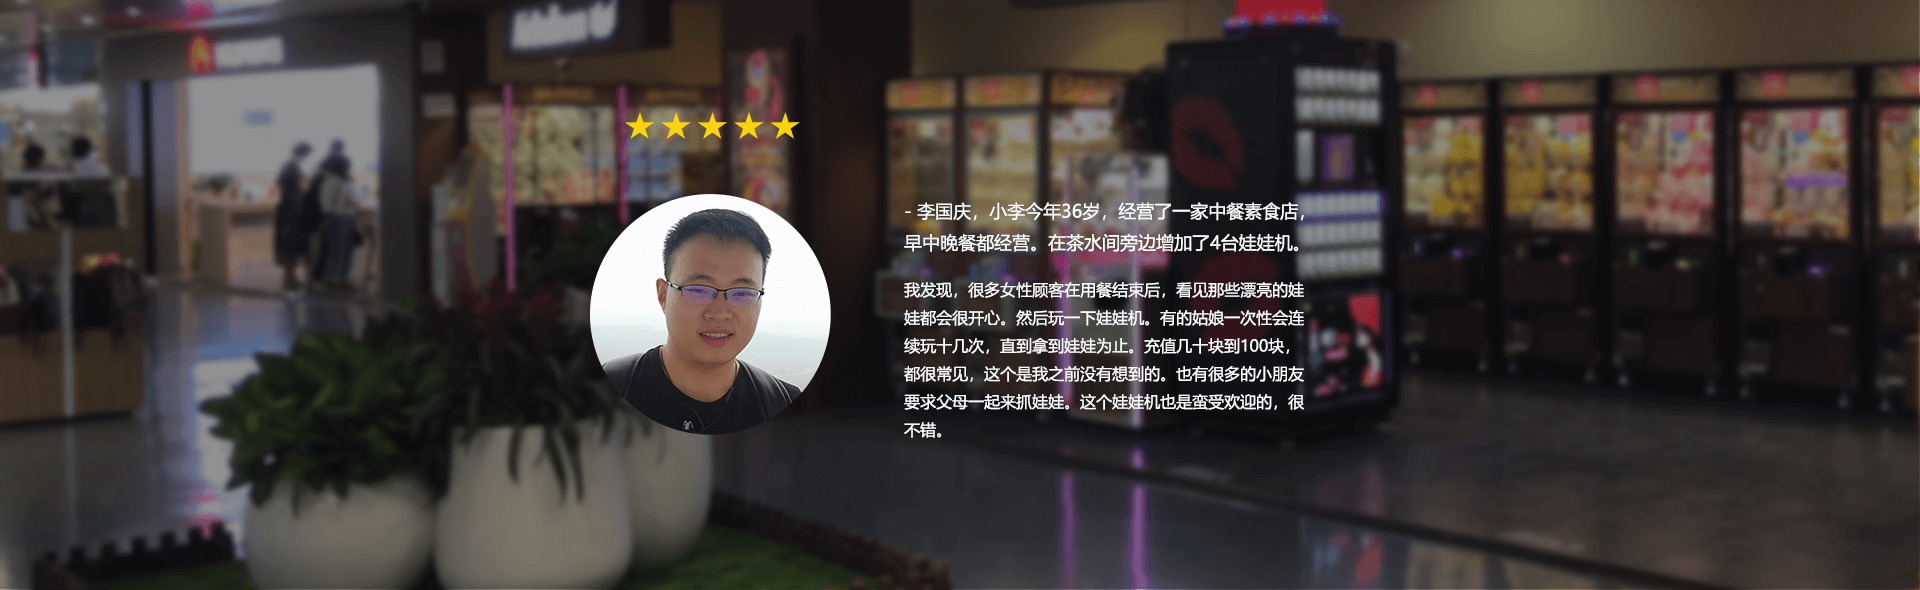 - 李国庆，小李今年36岁，经营了一家中餐素食店，
早中晚餐都经营。在茶水间旁边增加了4台娃娃机。
我发现，很多女性顾客在用餐结束后，看见那些漂亮的娃
娃都会很开心。然后玩一下娃娃机。有的姑娘一次性会连
续玩十几次，直到拿到娃娃为止。充值几十块到100块，
都很常见，这个是我之前没有想到的。也有很多的小朋友
要求父母一起来抓娃娃。这个娃娃机也是蛮受欢迎的，很
不错。